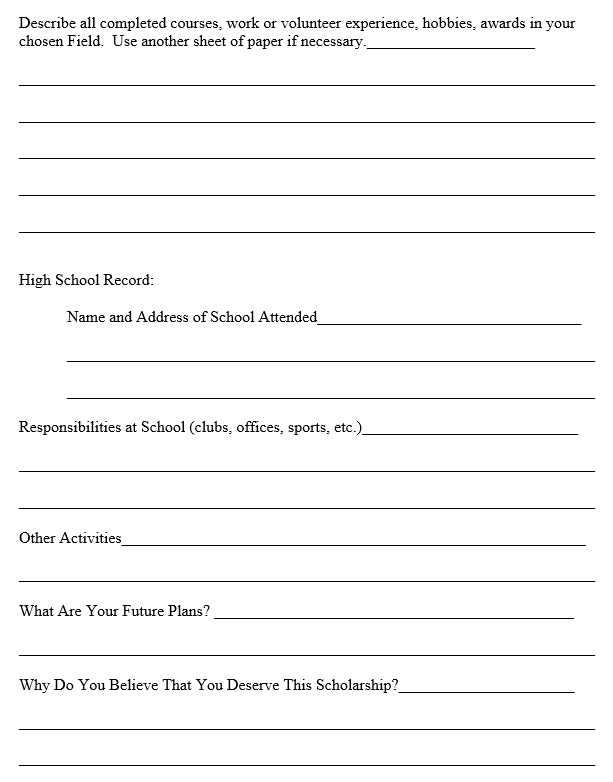 Describe all completed courses, work or volunteer experience, hobbies, awards in your
chosen Field.  Use another sheet of paper if necessary.
High School Record:
Name and Address of School Attended
Responsibilities at School (clubs, offices, sports, etc.)
Other Activities
What Are Your Future Plans?
Why Do You Believe That You Deserve This Scholarship?